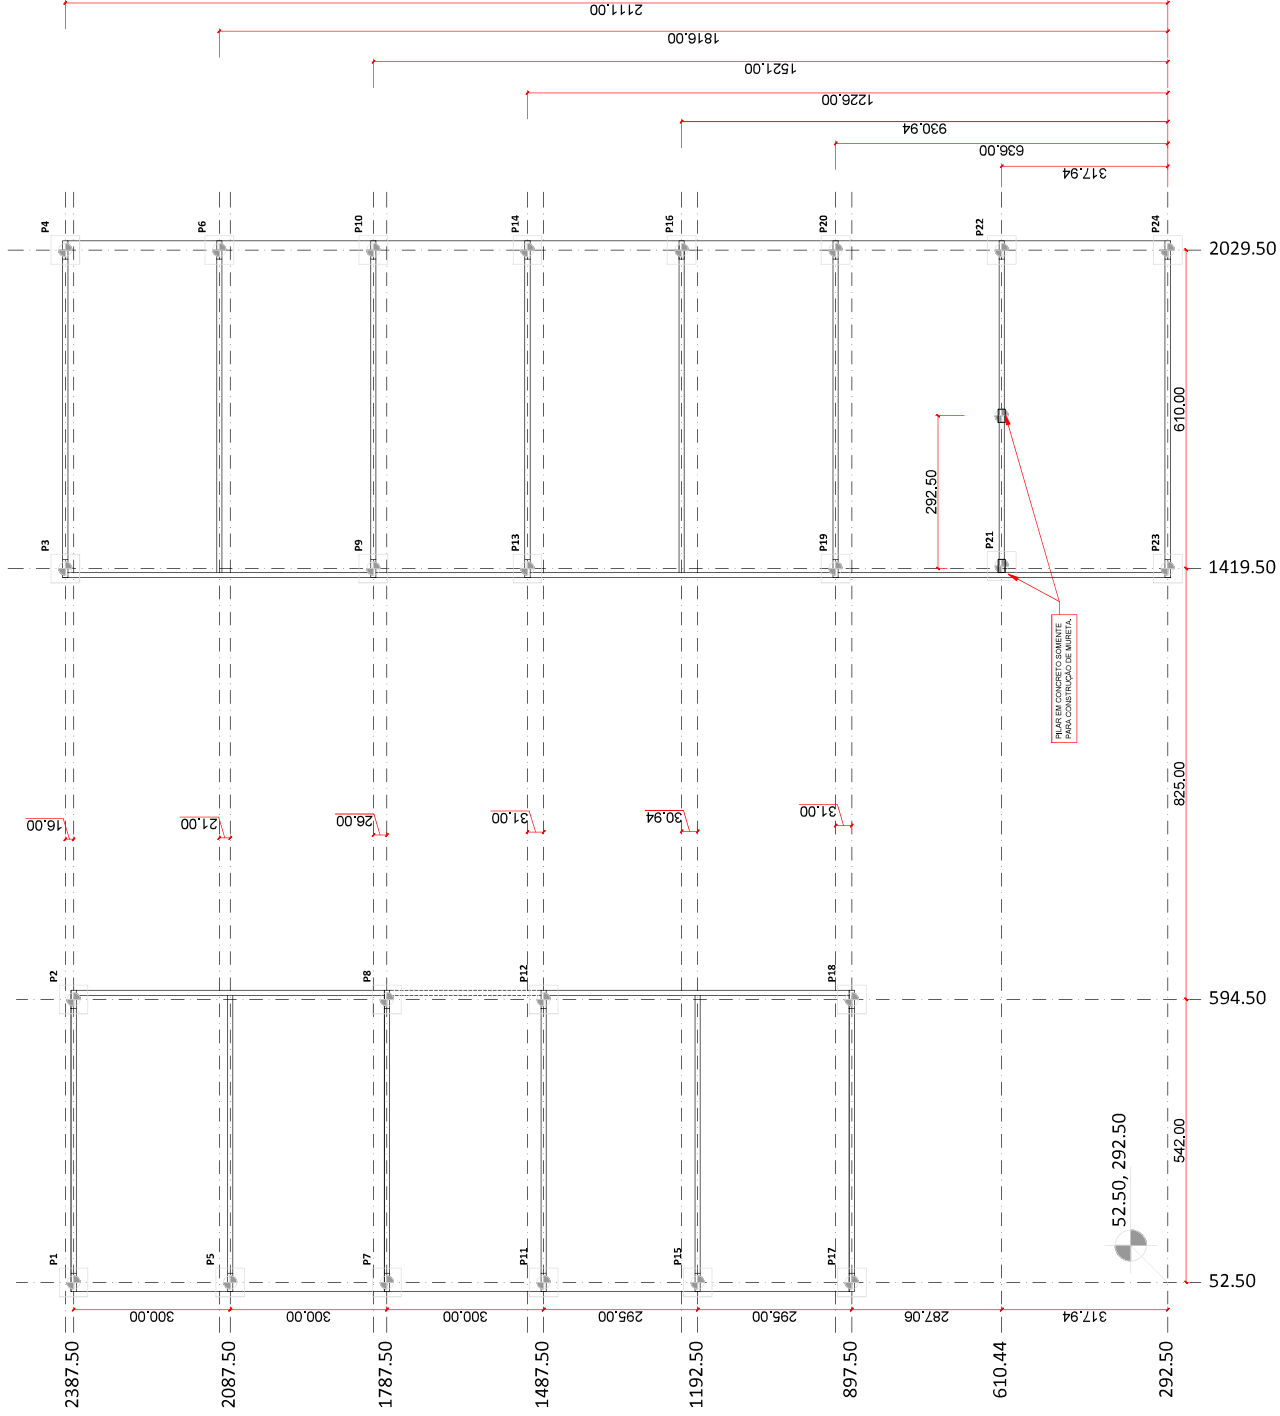 2111.00
1816.00
1521.00
1226.00
930.94
636.00
317.94
P4
P6
P10
P14
P16
P20
P22
P24
2029.50
610.00
292.50
P3
P9
P13
P19
P21
P23
1419.50
PILAR EM CONCRETO SOMENTE
PARA CONSTRUÇÃO DE MURETA.
825.00
16.00
21.00
26.00
31.00
30.94
31.00
P2
P8
P12
P18
594.50
542.00
52.50, 292.50
P1
P5
P7
P11
P15
P17
52.50
300.00
300.00
300.00
295.00
295.00
287.06
317.94
2387.50
2087.50
1787.50
1487.50
1192.50
897.50
610.44
292.50